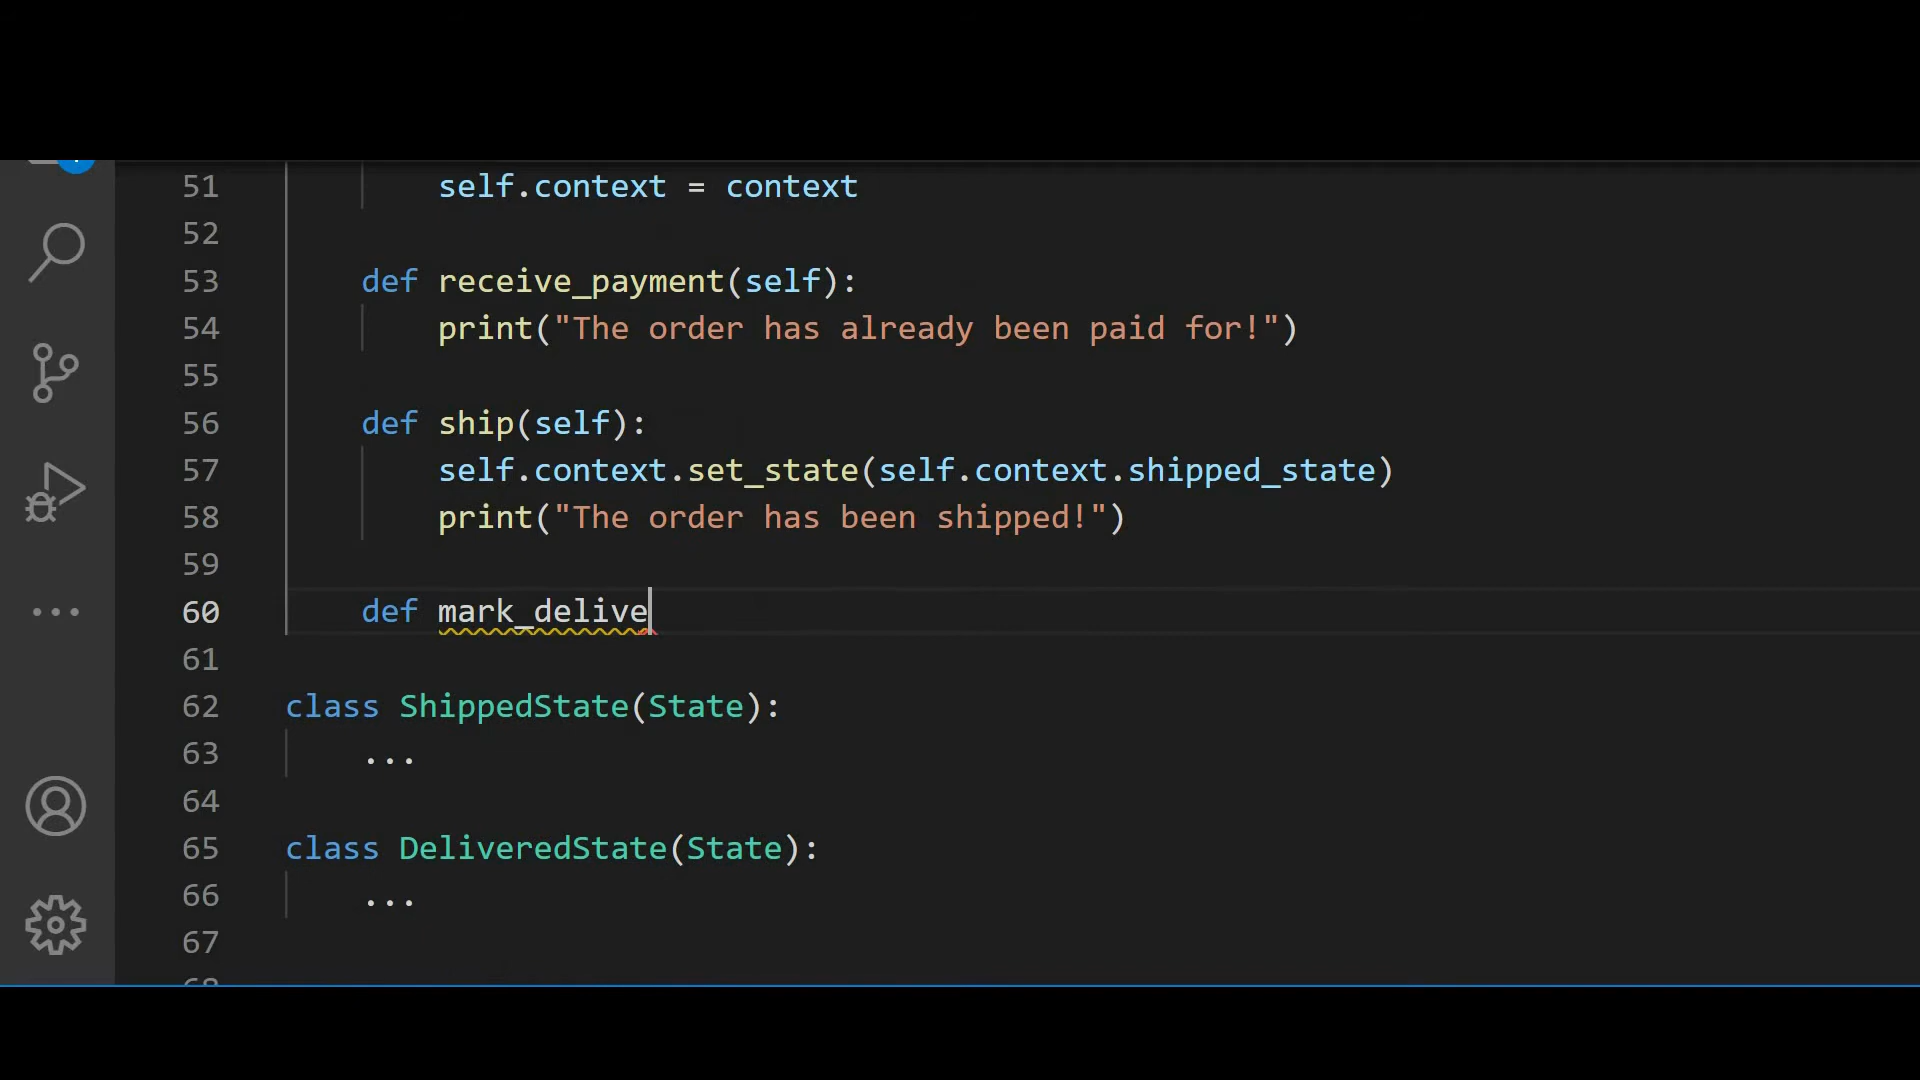 51 self.context = context
52
53 def receive_payment(self):
54 print("The order has already been paid for!")
55
56 def ship(self):
57 self.context.set_state(self.context.shipped_state)
58 print("The order has been shipped!")
59
60 def mark_delive
61
62 class ShippedState(State):
63 ...
64
65 class DeliveredState(State):
66 ...
67